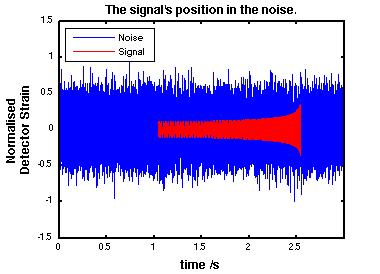 The signal's position in the noise.
1.5
Noise
Signal
1
0.5
0
-0.5
-1
-1.5
Normalised
Detector Strain
0 0.5 1 1.5 2 2.5
time /s